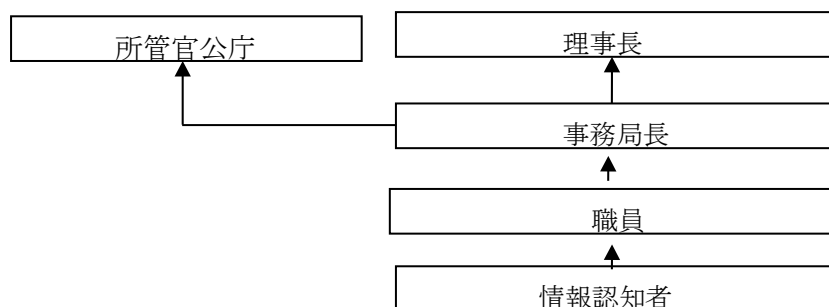 所管官公庁
理事長
事務局長
職員
情報認知者